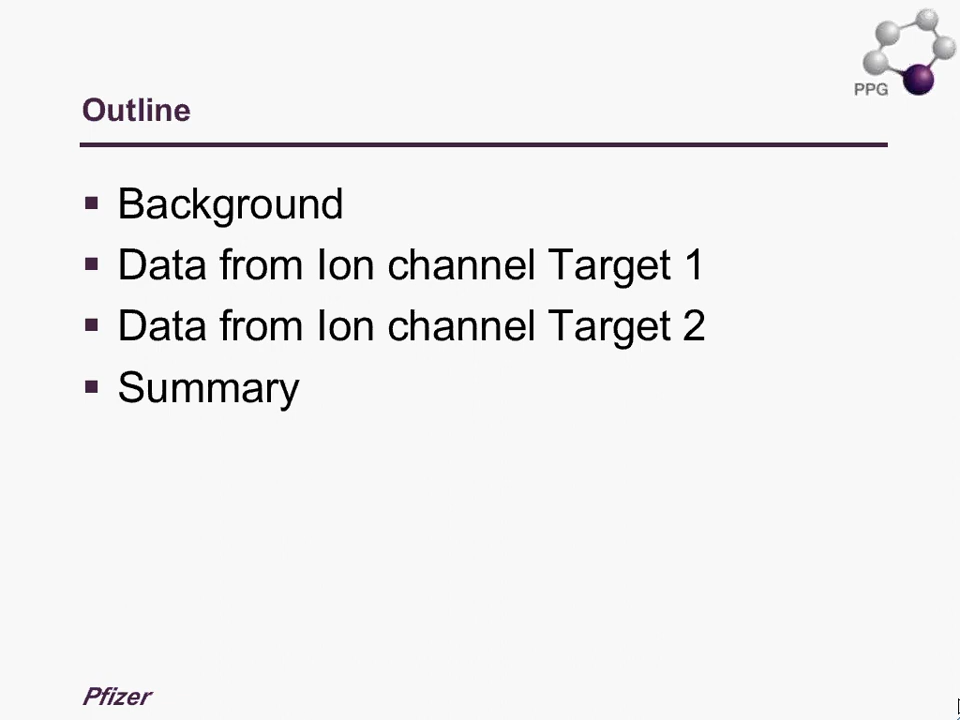 PPG
Outline
Background
Data from Ion channel Target 1
Data from Ion channel Target 2
Summary
Pfizer